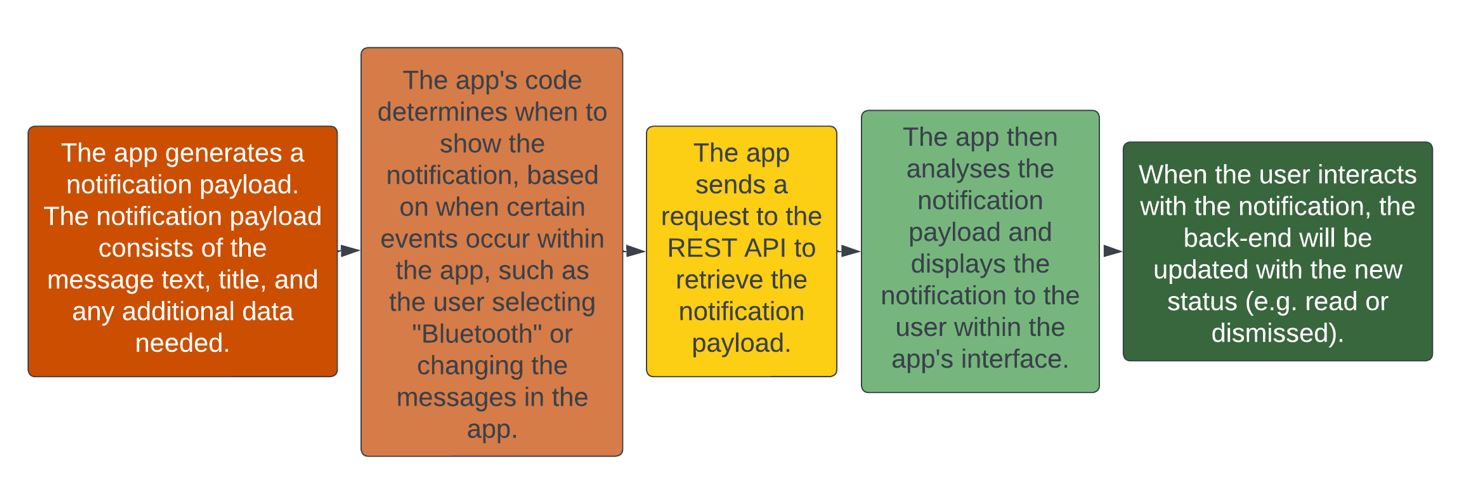 The app generates a
notification payload.
The notification payload
consists of the
message text, title, and
any additional data
needed.
The app's code
determines when to
show the
notification, based
on when certain
events occur within
the app, such as
the user selecting
"Bluetooth" or
changing the
messages in the
app.
The app
sends a
request to the
REST API to
retrieve the
notification
payload.
The app then
analyses the
notification
payload and
displays the
notification to the
user within the
app's interface.
When the user interacts
with the notification, the
back-end will be
updated with the new
status (e.g. read or
dismissed).